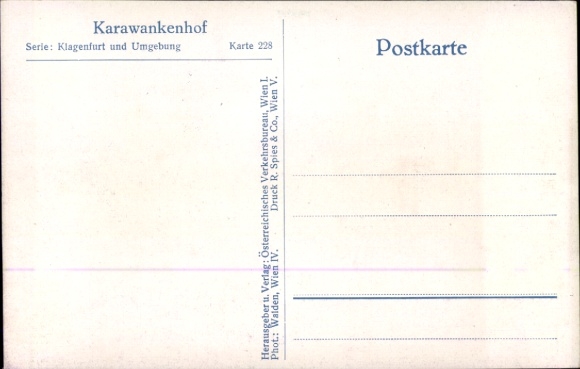 Karawankenhof
Serie: Klagenfurt und Umgebung Karte 228
Postkarte
Herausgeber u. Verlag: Österreichisches Verkehrsbureau, Wien I.
Phot.: Walden, Wien IV. Druck R. Spies & Co., Wien V.